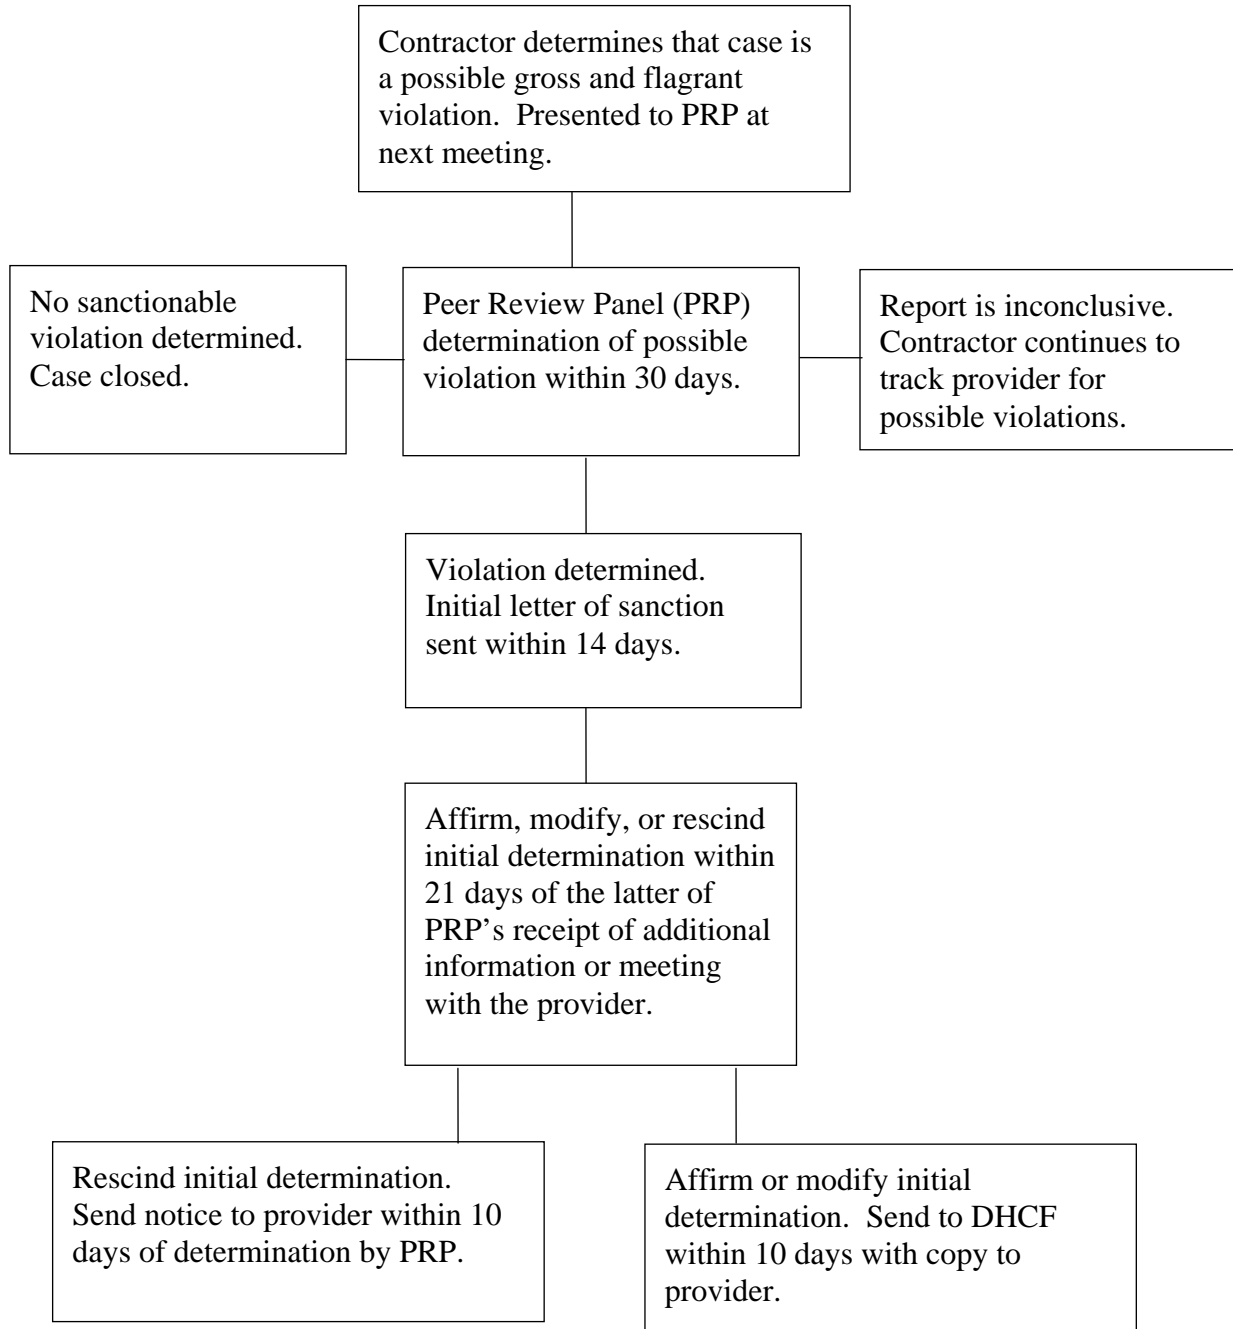 Contractor determines that case is
a possible gross and flagrant
violation.  Presented to PRP at
next meeting.
No sanctionable
violation determined.
Case closed.
Peer Review Panel (PRP)
determination of possible
violation within 30 days.
Report is inconclusive.
Contractor continues to
track provider for
possible violations.
Violation determined.
Initial letter of sanction
sent within 14 days.
Affirm, modify, or rescind
initial determination within
21 days of the latter of
PRP’s receipt of additional
information or meeting
with the provider.
Rescind initial determination.
Send notice to provider within 10
days of determination by PRP.
Affirm or modify initial
determination.  Send to DHCF
within 10 days with copy to
provider.